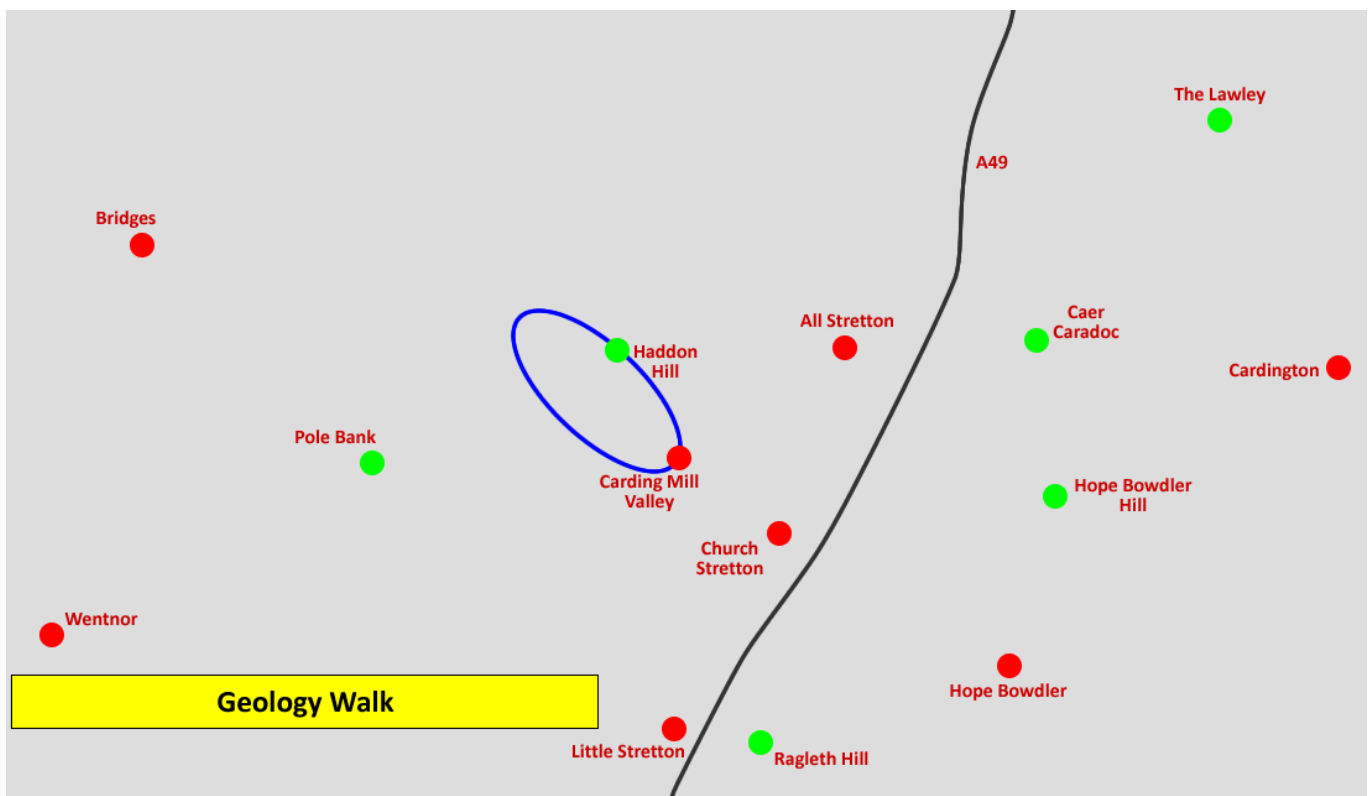 The Lawley
A49
Bridges
All Stretton
Caer
Caradoc
Haddon
Hill
Cardington
Pole Bank
Carding Mill
Valley
Hope Bowdler
Hill
Church
Stretton
Wentnor
Geology Walk
Hope Bowdler
Little Stretton
Ragleth Hill